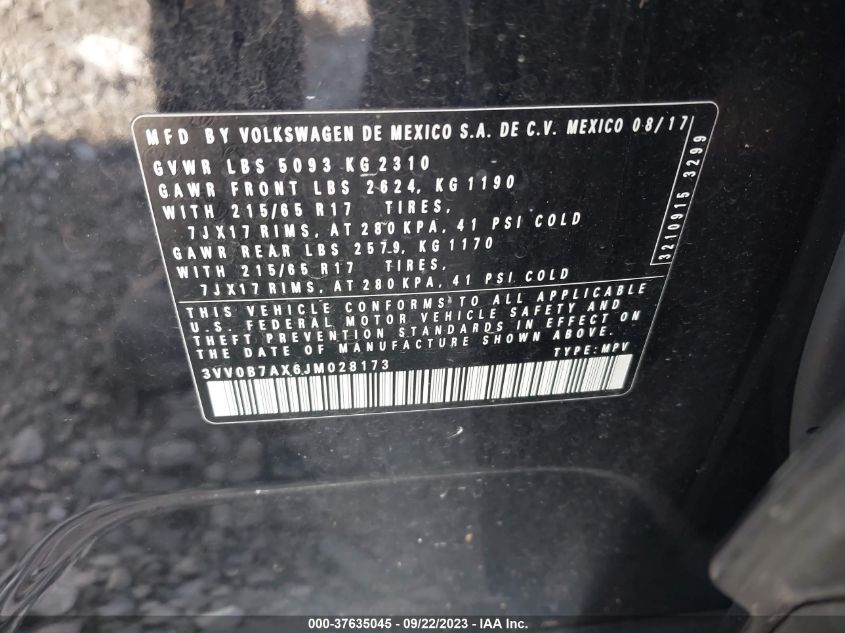 MFD BY VOLKSWAGEN DE MEXICO S.A. DE C.V. MEXICO 08/17
GVWR LBS 5093 KG 2310
GAWR FRONT LBS 2624, KG 1190
WITH 215/65 R17 TIRES,
7JX17 RIMS, AT 280 KPA, 41 PSI COLD
GAWR REAR LBS 2579, KG 1170
WITH 215/65 R17 TIRES,
7JX17 RIMS, AT 280 KPA, 41 PSI COLD
3210915 3299
THIS VEHICLE CONFORMS TO ALL APPLICABLE
U.S. FEDERAL MOTOR VEHICLE SAFETY AND
THEFT PREVENTION STANDARDS IN EFFECT ON
THE DATE OF MANUFACTURE SHOWN ABOVE.
3VV0B7AX6JM028173 TYPE: MPV
000-37635045 - 09/22/2023 - IAA Inc.